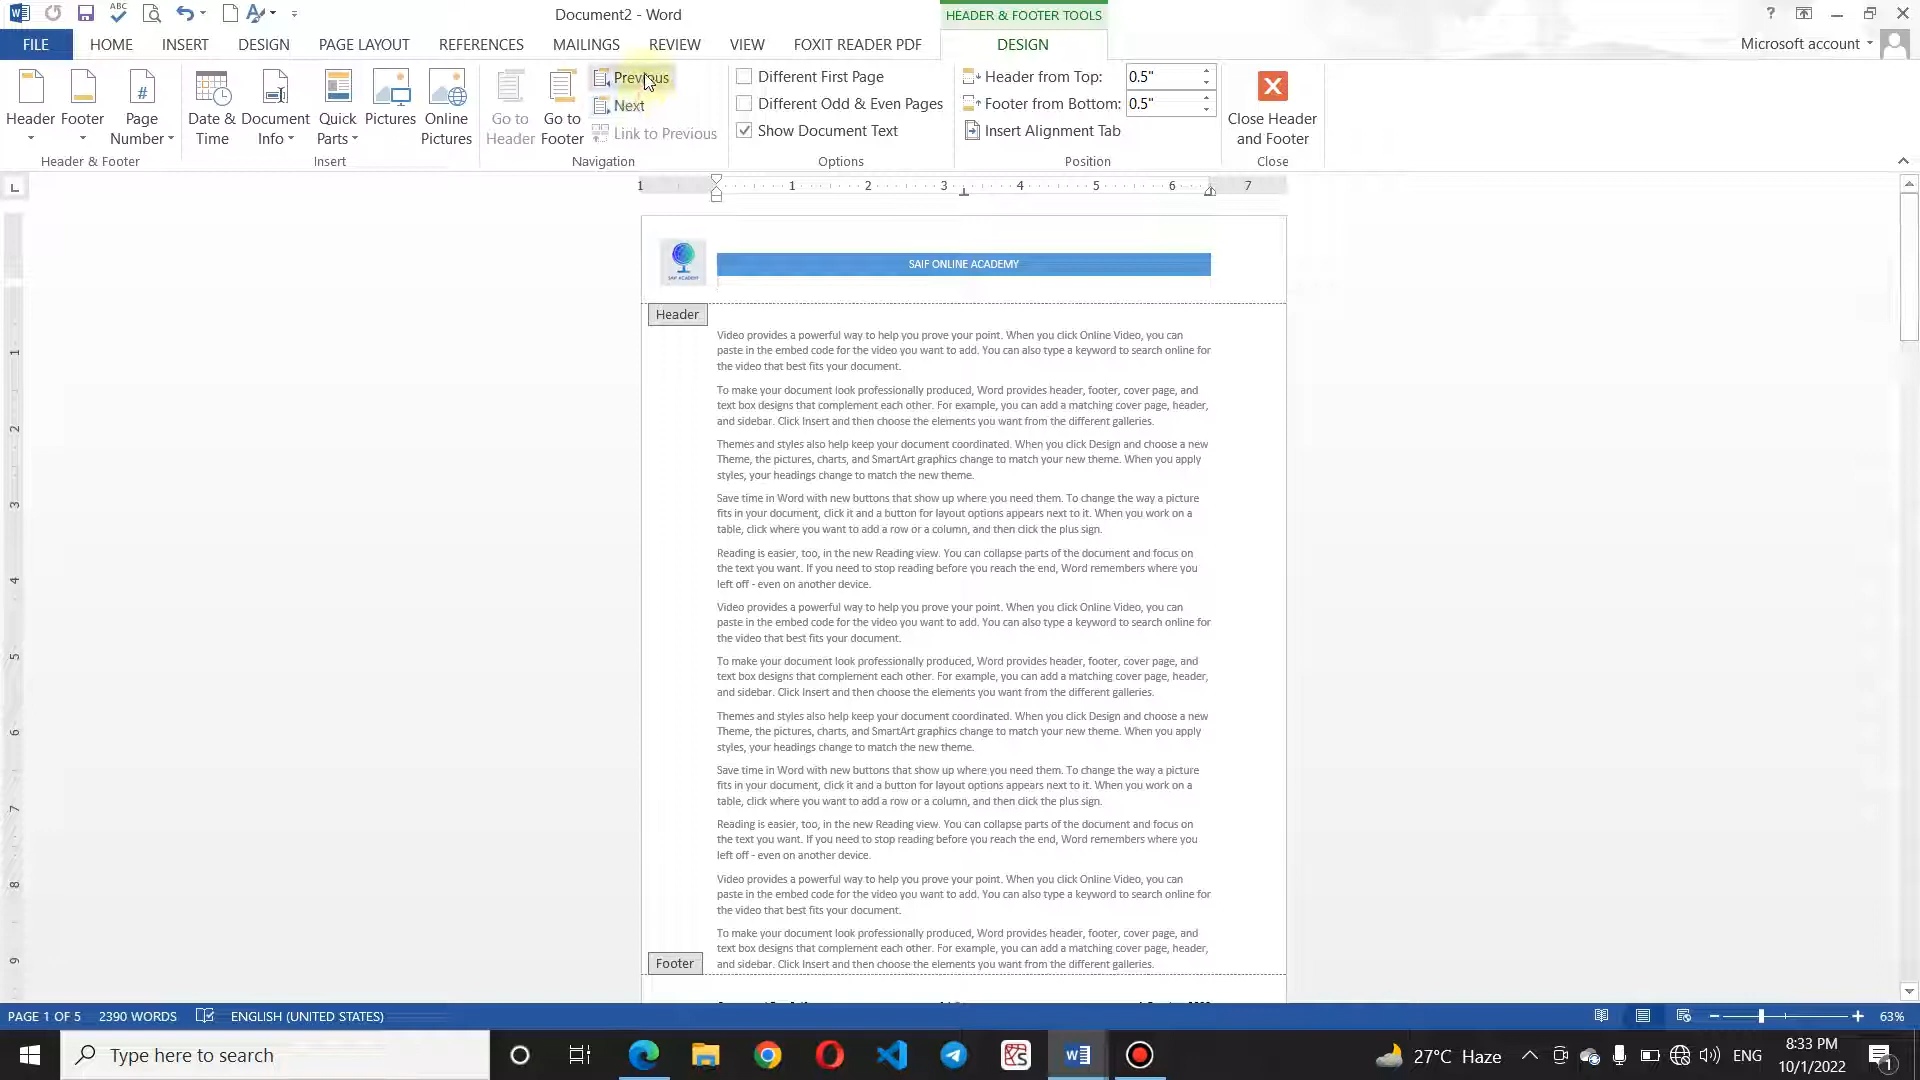 Document2 - Word
HEADER & FOOTER TOOLS
FILE HOME INSERT DESIGN PAGE LAYOUT REFERENCES MAILINGS REVIEW VIEW FOXIT READER PDF DESIGN
Microsoft account
Header
Footer
Page
Number
Header & Footer
Date &
Time
Document
Info
Quick
Parts
Pictures
Online
Pictures
Insert
Go to
Header
Go to
Footer
Previous
Next
Link to Previous
Navigation
Different First Page
Different Odd & Even Pages
Show Document Text
Options
Header from Top: 0.5"
Footer from Bottom: 0.5"
Insert Alignment Tab
Position
Close Header
and Footer
Close
1 1 2 3 4 5 6 7
SAIF ACADEMY
SAIF ONLINE ACADEMY
Header
Video provides a powerful way to help you prove your point. When you click Online Video, you can
paste in the embed code for the video you want to add. You can also type a keyword to search online for
the video that best fits your document.
To make your document look professionally produced, Word provides header, footer, cover page, and
text box designs that complement each other. For example, you can add a matching cover page, header,
and sidebar. Click Insert and then choose the elements you want from the different galleries.
Themes and styles also help keep your document coordinated. When you click Design and choose a new
Theme, the pictures, charts, and SmartArt graphics change to match your new theme. When you apply
styles, your headings change to match the new theme.
Save time in Word with new buttons that show up where you need them. To change the way a picture
fits in your document, click it and a button for layout options appears next to it. When you work on a
table, click where you want to add a row or a column, and then click the plus sign.
Reading is easier, too, in the new Reading view. You can collapse parts of the document and focus on
the text you want. If you need to stop reading before you reach the end, Word remembers where you
left off - even on another device.
Video provides a powerful way to help you prove your point. When you click Online Video, you can
paste in the embed code for the video you want to add. You can also type a keyword to search online for
the video that best fits your document.
To make your document look professionally produced, Word provides header, footer, cover page, and
text box designs that complement each other. For example, you can add a matching cover page, header,
and sidebar. Click Insert and then choose the elements you want from the different galleries.
Themes and styles also help keep your document coordinated. When you click Design and choose a new
Theme, the pictures, charts, and SmartArt graphics change to match your new theme. When you apply
styles, your headings change to match the new theme.
Save time in Word with new buttons that show up where you need them. To change the way a picture
fits in your document, click it and a button for layout options appears next to it. When you work on a
table, click where you want to add a row or a column, and then click the plus sign.
Reading is easier, too, in the new Reading view. You can collapse parts of the document and focus on
the text you want. If you need to stop reading before you reach the end, Word remembers where you
left off - even on another device.
Video provides a powerful way to help you prove your point. When you click Online Video, you can
paste in the embed code for the video you want to add. You can also type a keyword to search online for
the video that best fits your document.
To make your document look professionally produced, Word provides header, footer, cover page, and
text box designs that complement each other. For example, you can add a matching cover page, header,
and sidebar. Click Insert and then choose the elements you want from the different galleries.
Footer
1
2
3
4
5
6
7
8
9
PAGE 1 OF 5 2390 WORDS ENGLISH (UNITED STATES) 63%
Type here to search
27°C Haze
ENG
8:33 PM
10/1/2022
1